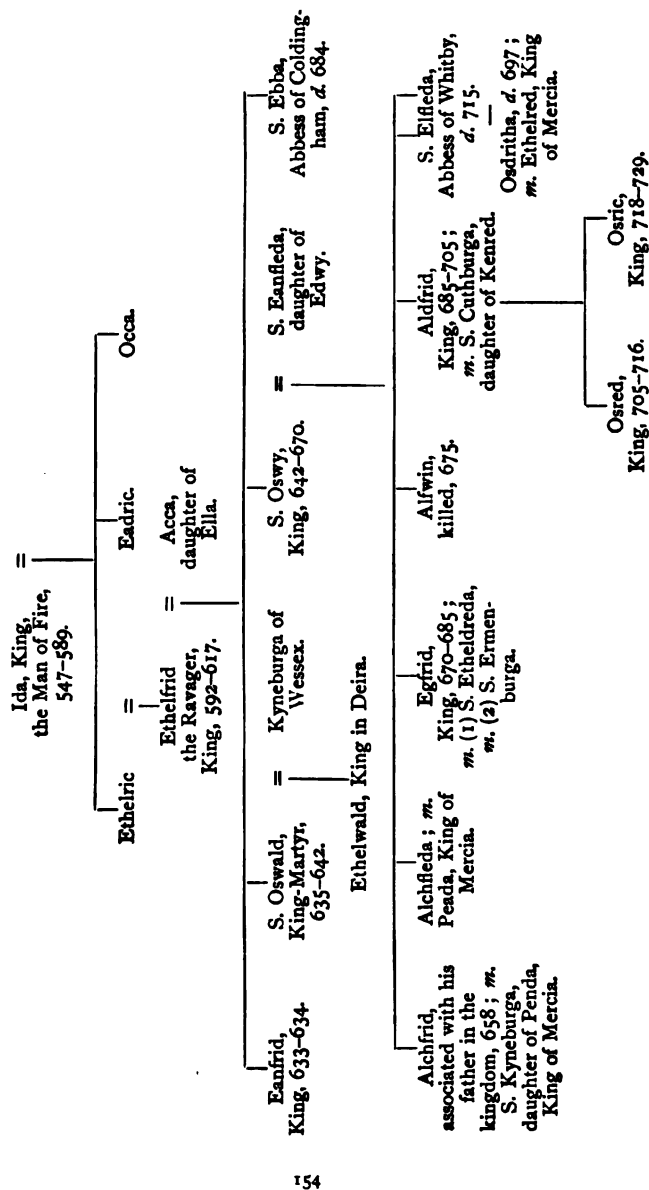 Ida, King,
the Man of Fire,
547–589.
=
Ethelric
=
Eadric.
Occa.
Ethelfrid
the Ravager,
King, 592–617.
=
Acca,
daughter of
Ella.
Eanfrid,
King, 633–634.
S. Oswald,
King-Martyr,
635–642.
=
Kyneburga of
Wessex.
S. Oswy,
King, 642–670.
=
S. Eanfleda,
daughter of
Edwy.
S. Ebba,
Abbess of Colding-
ham, d. 684.
Ethelwald, King in Deira.
Alchfrid,
associated with his
father in the
kingdom, 658; m.
S. Kyneburga,
daughter of Penda,
King of Mercia.
Alchfleda; m.
Peada, King of
Mercia.
Egfrid,
King, 670–685;
m. (1) S. Etheldreda,
m. (2) S. Ermen-
burga.
Alfwin,
killed, 675.
Aldfrid,
King, 685–705;
m. S. Cuthburga,
daughter of Kenred.
S. Elfleda,
Abbess of Whitby,
d. 715.
—
Osdritha, d. 697;
m. Ethelred, King
of Mercia.
Osred,
King, 705–716.
Osric,
King, 718–729.
154